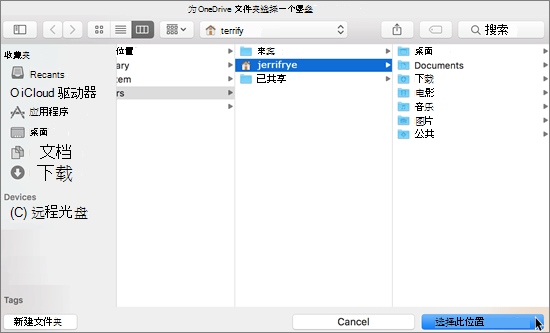 为 OneDrive 文件夹选择一个堡垒
terrify
搜索
收藏夹
Recants
O iCloud 驱动器
应用程序
桌面
文档
下载
Devices
(C) 远程光盘
Tags
位置
ary
tem
rs
来宾
jerrifrye
已共享
桌面
Documents
下载
电影
音乐
图片
公共
新建文件夹
Cancel
选择此位置